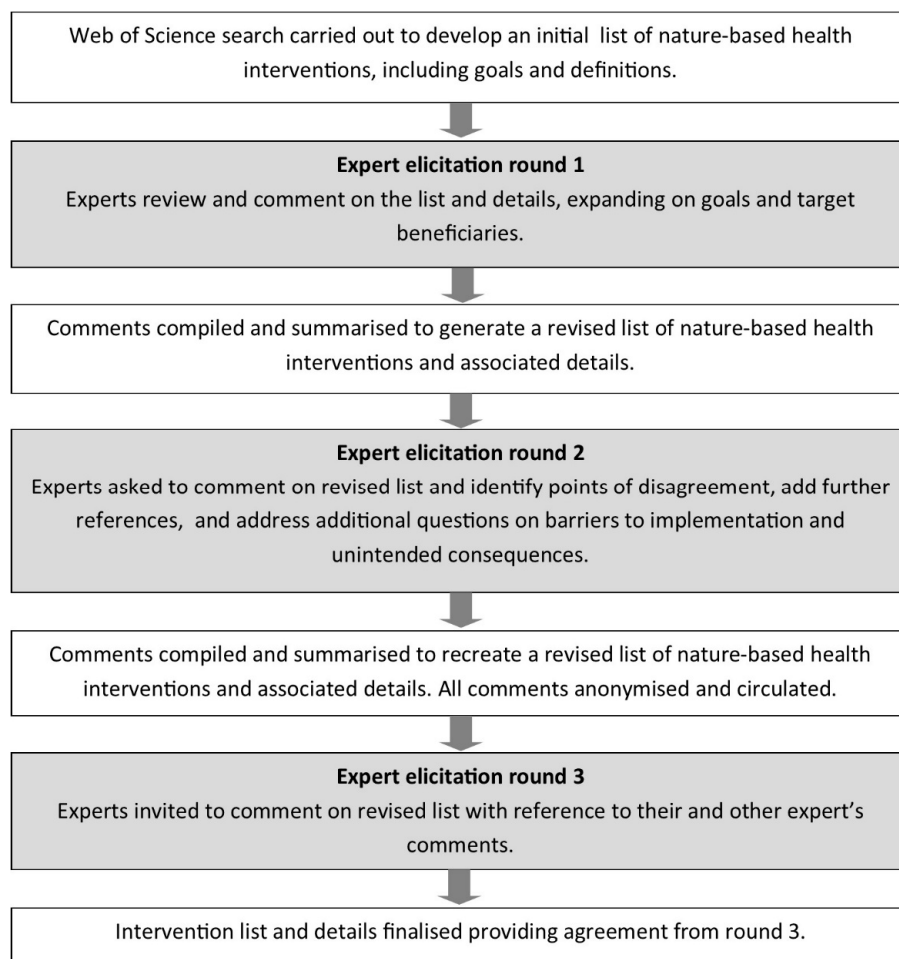 Web of Science search carried out to develop an initial list of nature-based health
interventions, including goals and definitions.
Expert elicitation round 1
Experts review and comment on the list and details, expanding on goals and target
beneficiaries.
Comments compiled and summarised to generate a revised list of nature-based health
interventions and associated details.
Expert elicitation round 2
Experts asked to comment on revised list and identify points of disagreement, add further
references, and address additional questions on barriers to implementation and
unintended consequences.
Comments compiled and summarised to recreate a revised list of nature-based health
interventions and associated details. All comments anonymised and circulated.
Expert elicitation round 3
Experts invited to comment on revised list with reference to their and other expert’s
comments.
Intervention list and details finalised providing agreement from round 3.